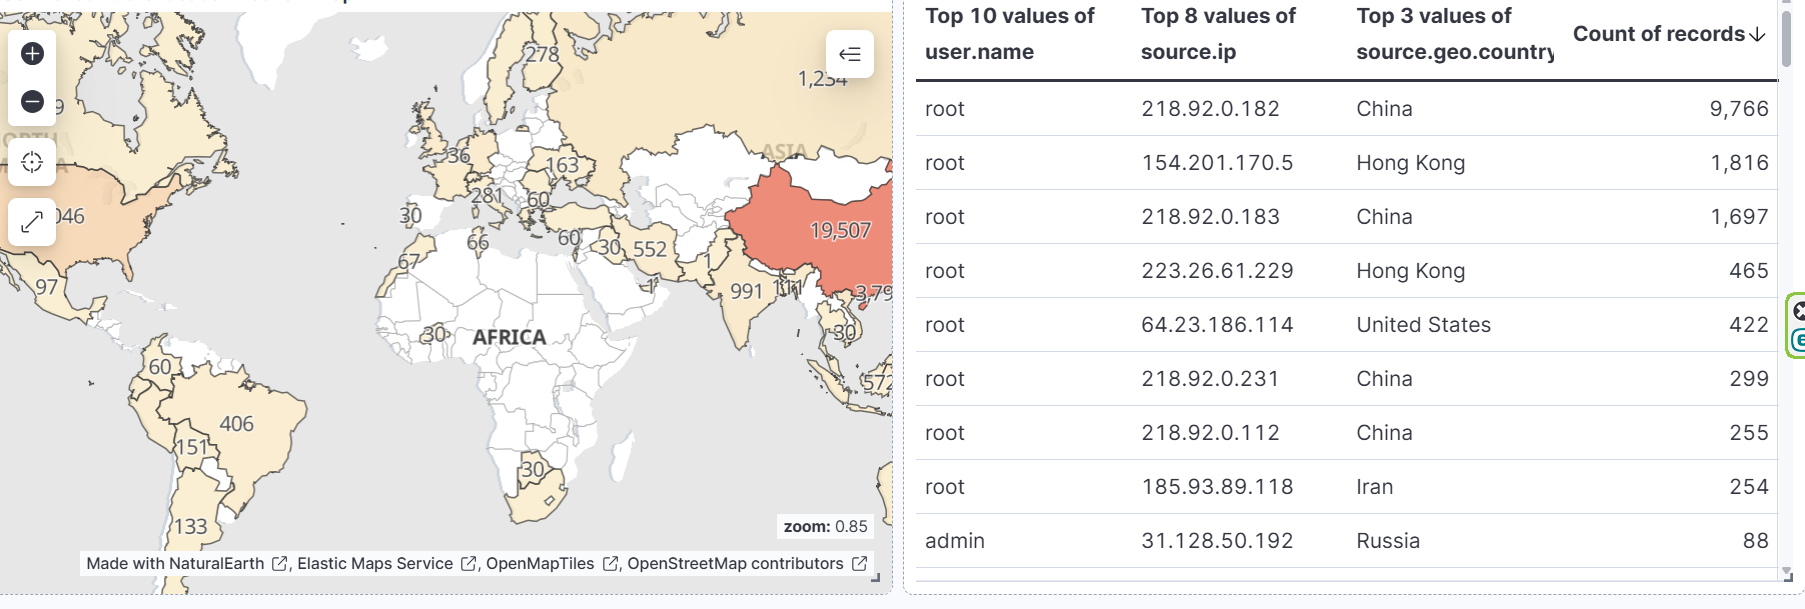 278
1,234
9
046
36
163
281
60
30
66
60
30
552
67
97
1
991
111
1
19,507
3,79
30
30
AFRICA
ASIA
60
406
151
572
30
133
zoom: 0.85
Made with NaturalEarth, Elastic Maps Service, OpenMapTiles, OpenStreetMap contributors
Top 10 values of user.name
Top 8 values of source.ip
Top 3 values of source.geo.country
Count of records
root 218.92.0.182 China 9,766
root 154.201.170.5 Hong Kong 1,816
root 218.92.0.183 China 1,697
root 223.26.61.229 Hong Kong 465
root 64.23.186.114 United States 422
root 218.92.0.231 China 299
root 218.92.0.112 China 255
root 185.93.89.118 Iran 254
admin 31.128.50.192 Russia 88